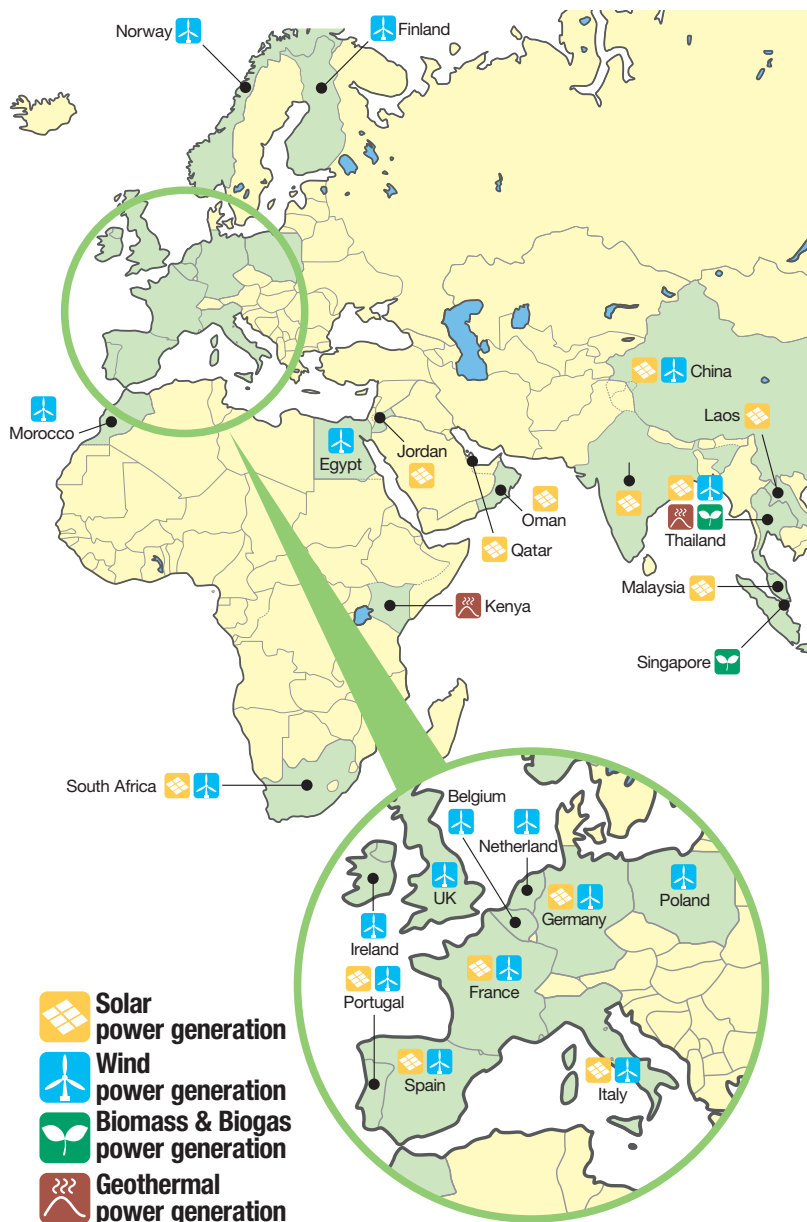 Norway
Finland
Morocco
Egypt
Jordan
Oman
Qatar
China
Laos
Thailand
Malaysia
Singapore
Kenya
South Africa
Belgium
Netherland
UK
Ireland
Germany
Poland
Portugal
France
Spain
Italy
Solar
power generation
Wind
power generation
Biomass & Biogas
power generation
Geothermal
power generation